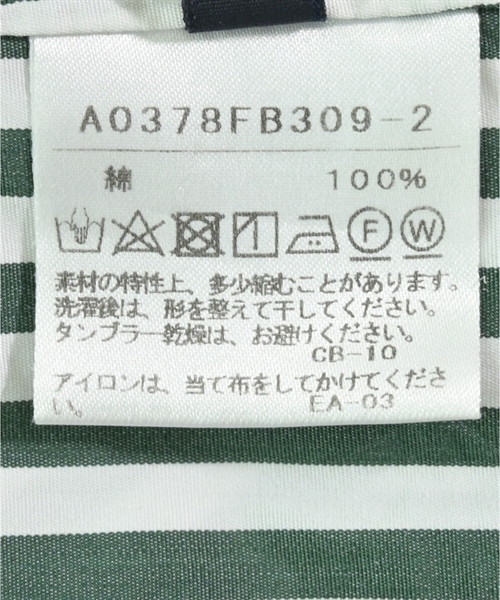 A0378FB309-2
綿 100%
F W
素材の特性上、多少縮むことがあります。
洗濯後は、形を整えて干してください。
タンブラー乾燥は、お避けください。
CB-10
アイロンは、当て布をしてかけてくださ
い。 EA-03